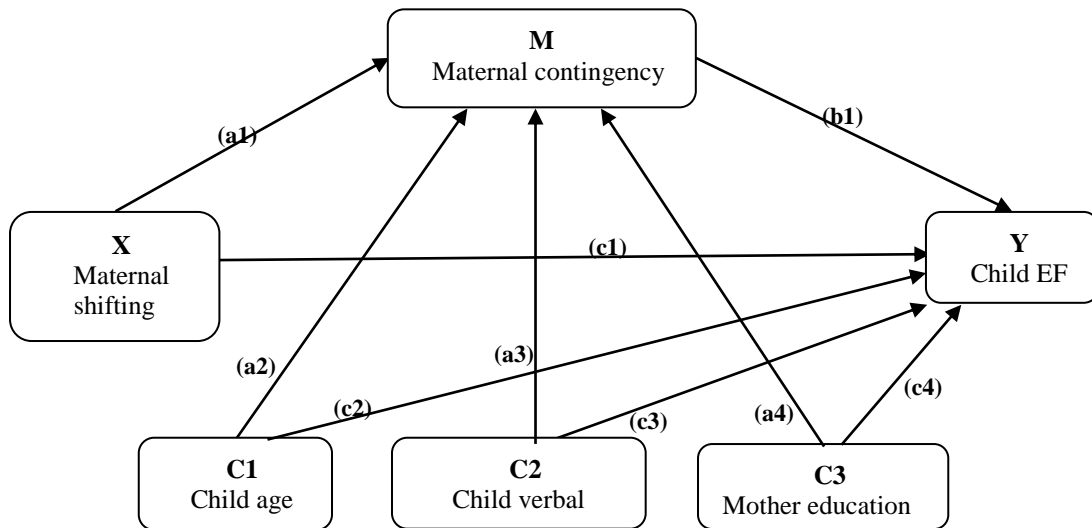 M
Maternal contingency
(a1)
(b1)
X
Maternal
shifting
(c1)
Y
Child EF
(a2)
(a3)
(c2)
(c3)
(a4)
(c4)
C1
Child age
C2
Child verbal
C3
Mother education